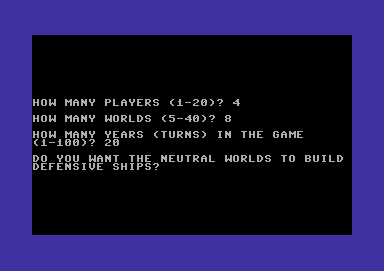 HOW MANY PLAYERS (1-20)? 4
HOW MANY WORLDS (5-40)? 8
HOW MANY YEARS (TURNS) IN THE GAME
(1-100)? 20
DO YOU WANT THE NEUTRAL WORLDS TO BUILD
DEFENSIVE SHIPS?